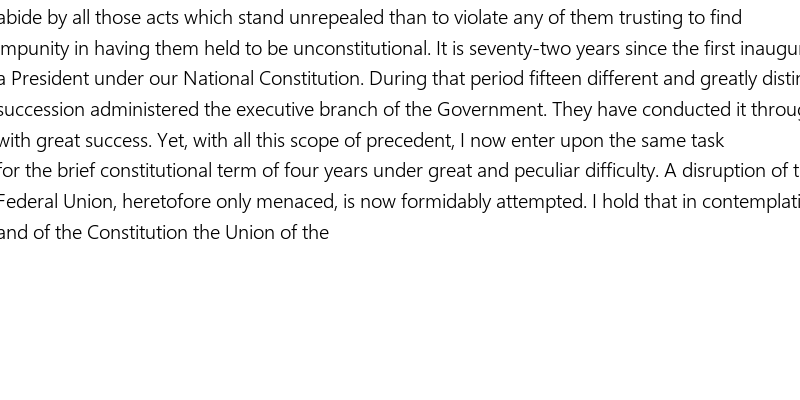 abide by all those acts which stand unrepealed than to violate any of them trusting to find
impunity in having them held to be unconstitutional. It is seventy-two years since the first
a President under our National Constitution. During that period fifteen different and greatly
succession administered the executive branch of the Government. They have conducted it
with great success. Yet, with all this scope of precedent, I now enter upon the same task
for the brief constitutional term of four years under great and peculiar difficulty. A disruption of
Federal Union, heretofore only menaced, is now formidably attempted. I hold that in
and of the Constitution the Union of the